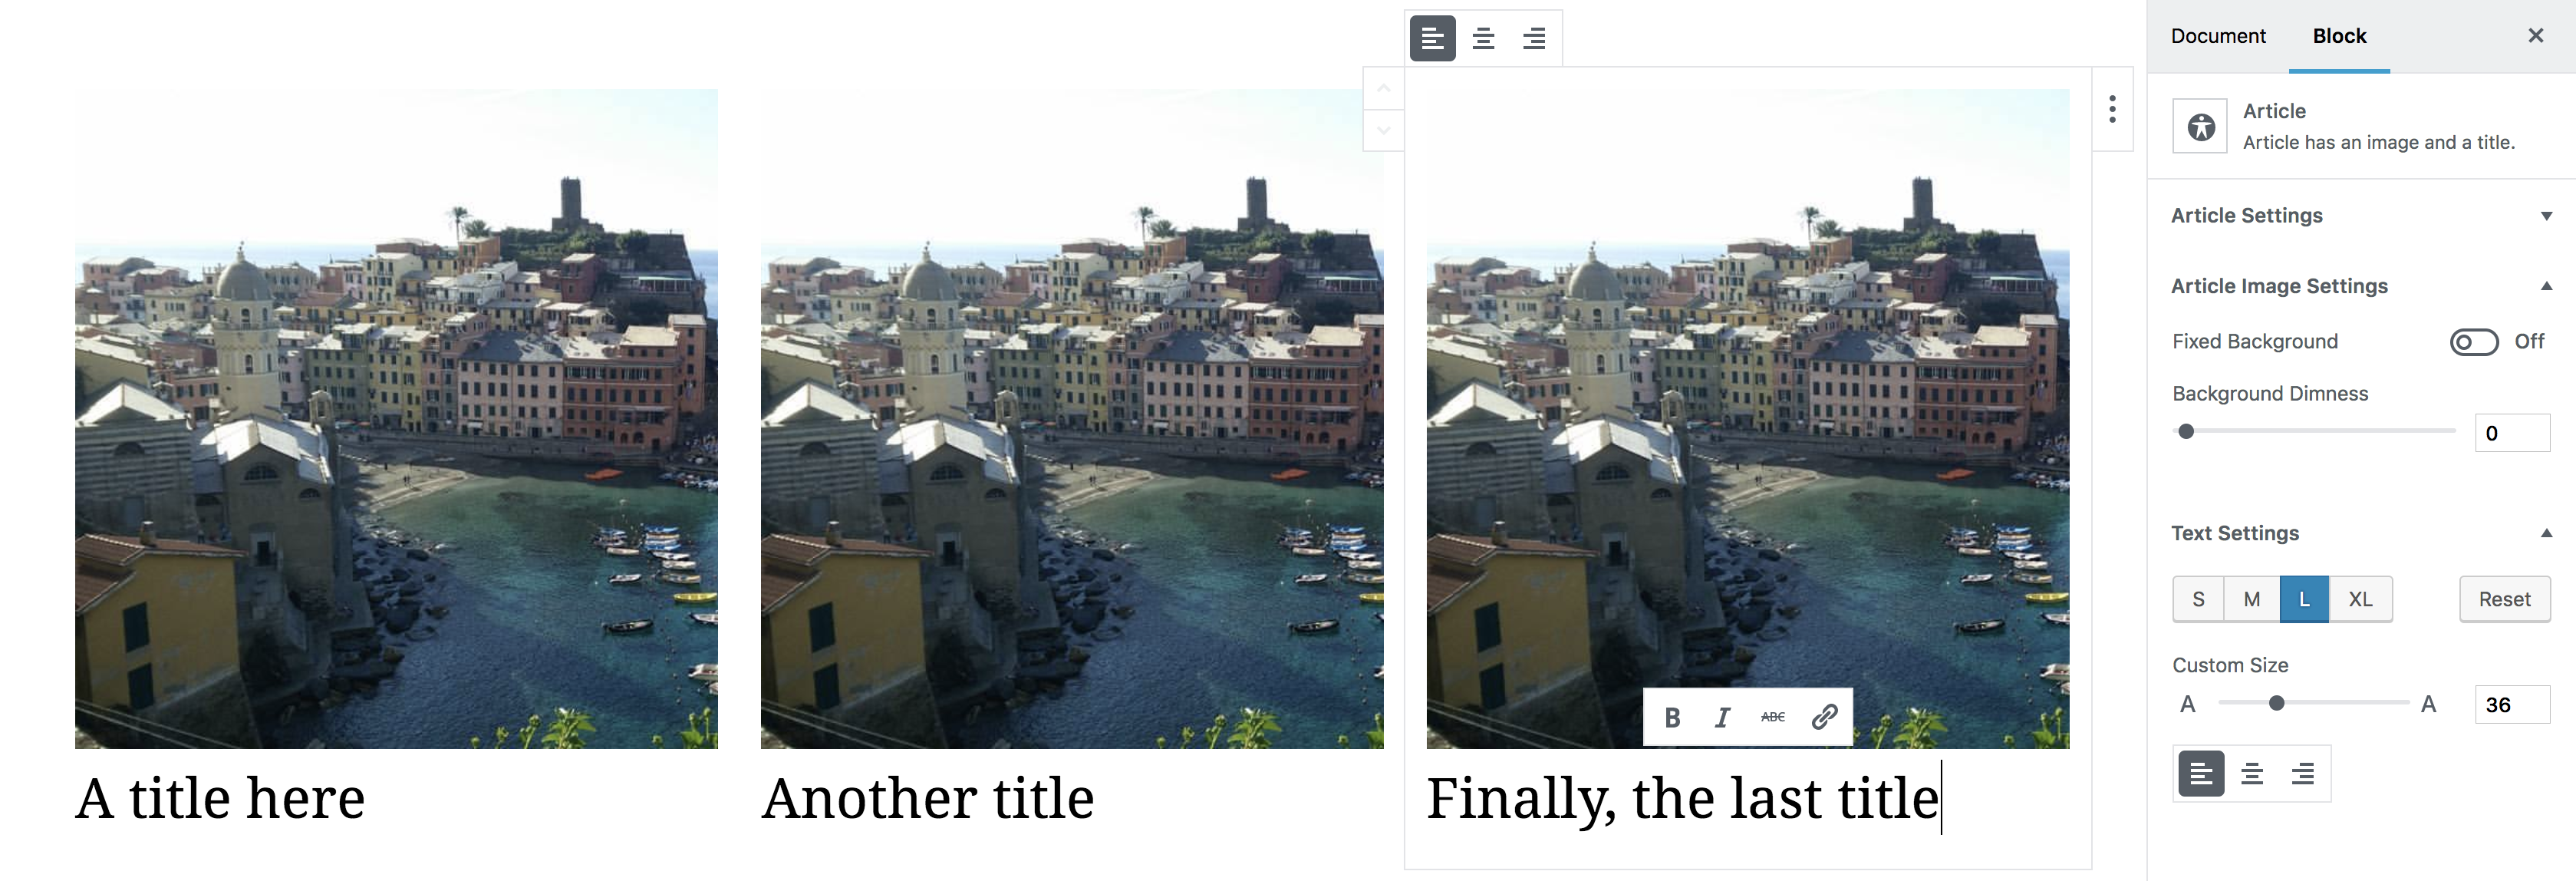 Document Block
Article
Article has an image and a title.
Article Settings
Article Image Settings
Fixed Background Off
Background Dimness
0
Text Settings
S M L XL Reset
Custom Size
A A 36
B I ABC
A title here
Another title
Finally, the last title